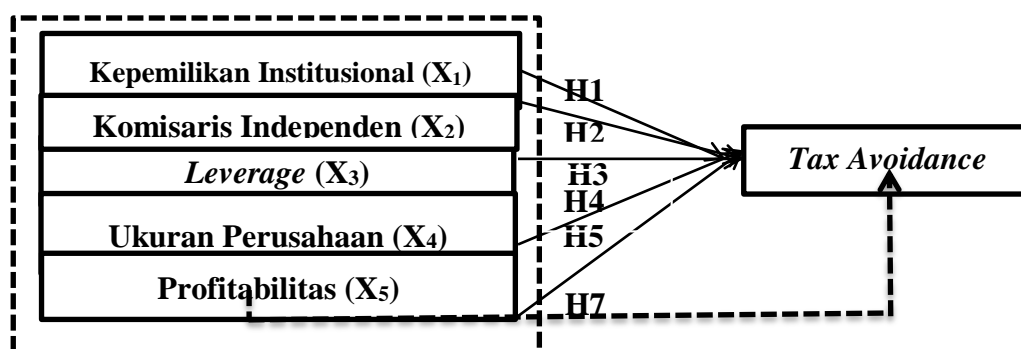 Kepemilikan Institusional (X₁)
Komisaris Independen (X₂)
Leverage (X₃)
Ukuran Perusahaan (X₄)
Profitabilitas (X₅)
H1
H2
H3
H4
H5
H7
Tax Avoidance